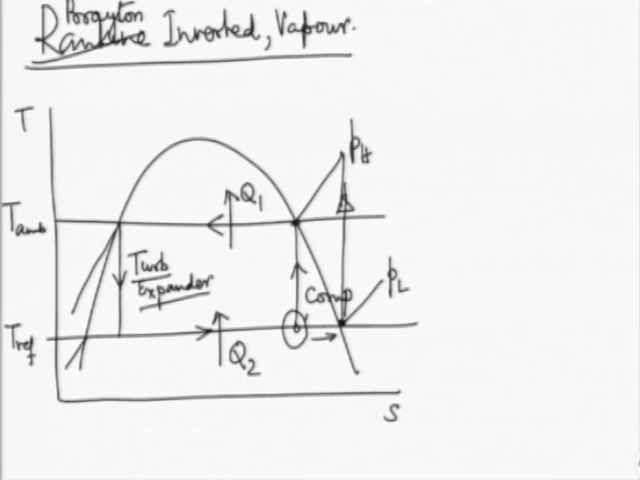 Brayton
Rankine Inverted, Vapour.
T
pH
Q1
Tamb
Turb
Expander
Comp
pL
Tref
Q2
s